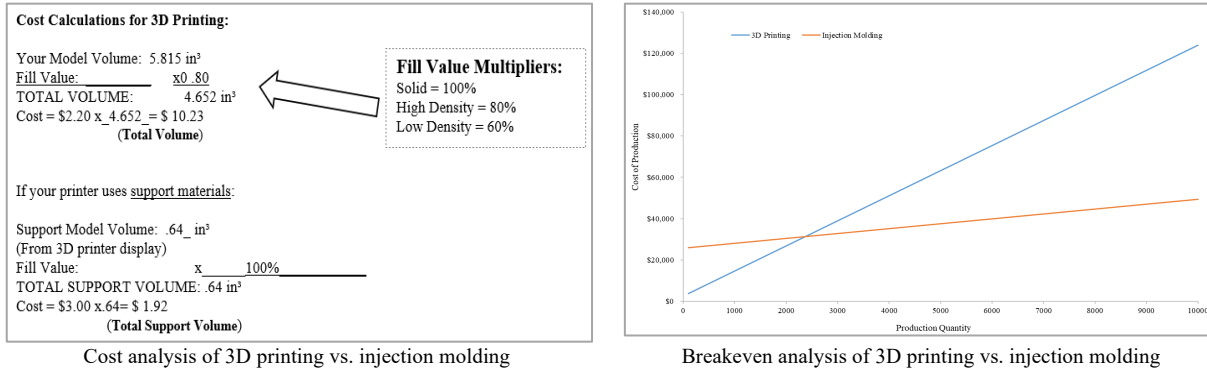 Cost Calculations for 3D Printing:
Your Model Volume: 5.815 in³
Fill Value: ________ x0 .80
TOTAL VOLUME: 4.652 in³
Cost = $2.20 x_4.652_= $ 10.23
(Total Volume)
Fill Value Multipliers:
Solid = 100%
High Density = 80%
Low Density = 60%
If your printer uses support materials:
Support Model Volume: .64_ in³
(From 3D printer display)
Fill Value: x______100%____________
TOTAL SUPPORT VOLUME: .64 in³
Cost = $3.00 x.64= $ 1.92
(Total Support Volume)
Cost analysis of 3D printing vs. injection molding
$140,000
$120,000
$100,000
$80,000
$60,000
$40,000
$20,000
$0
Cost of Production
3D Printing
Injection Molding
0 1000 2000 3000 4000 5000 6000 7000 8000 9000 10000
Production Quantity
Breakeven analysis of 3D printing vs. injection molding